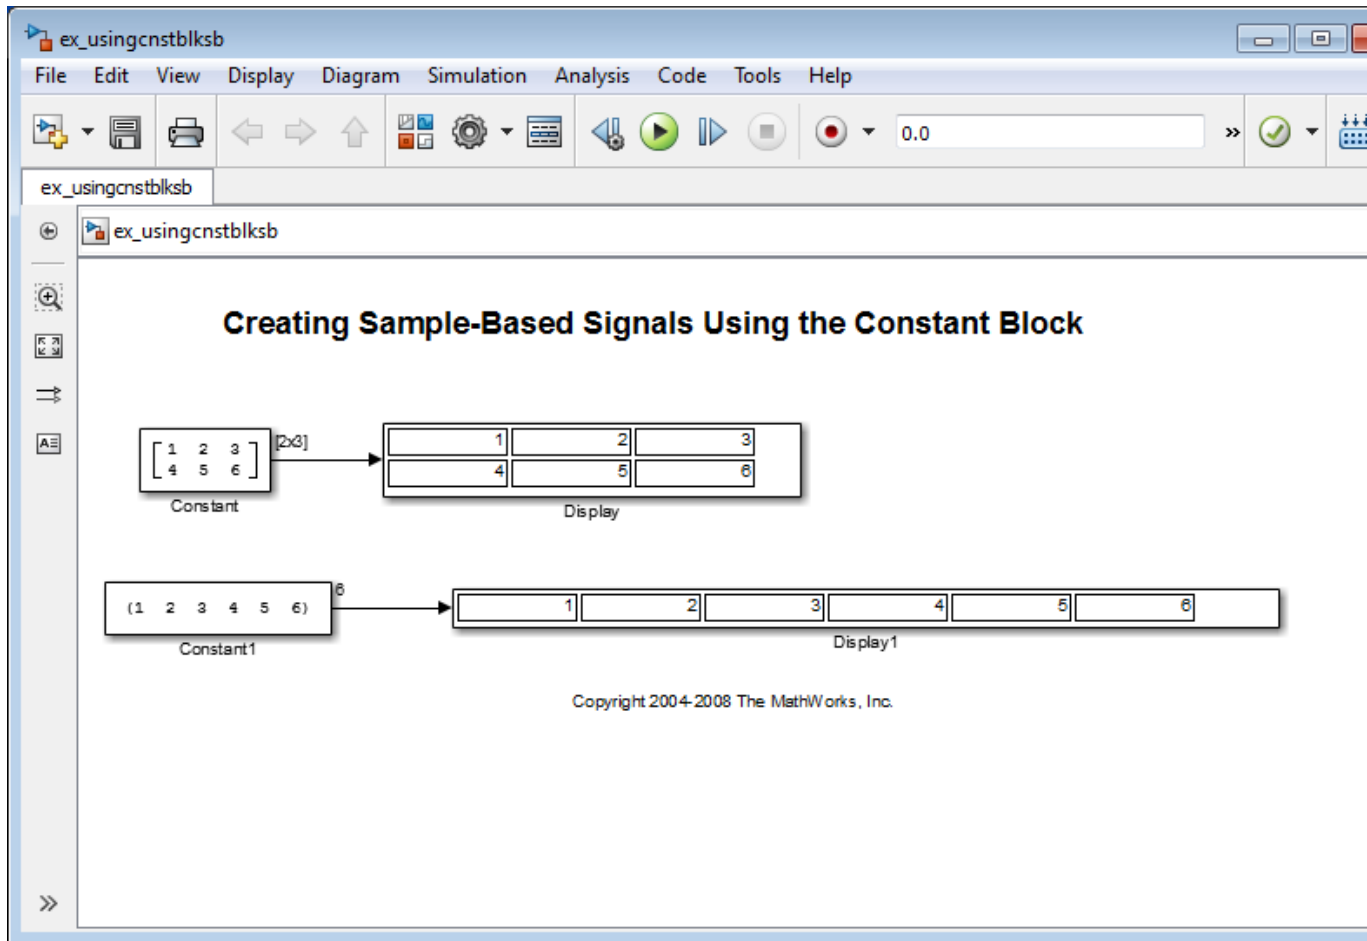 ex_usingcnstblksb
File Edit View Display Diagram Simulation Analysis Code Tools Help
0.0 »
ex_usingcnstblksb
ex_usingcnstblksb
Creating Sample-Based Signals Using the Constant Block
1 2 3
4 5 6
[2x3]
1 2 3
4 5 6
Constant
Display
(1 2 3 4 5 6)
6
1 2 3 4 5 6
Constant1
Display1
Copyright 2004-2008 The MathWorks, Inc.